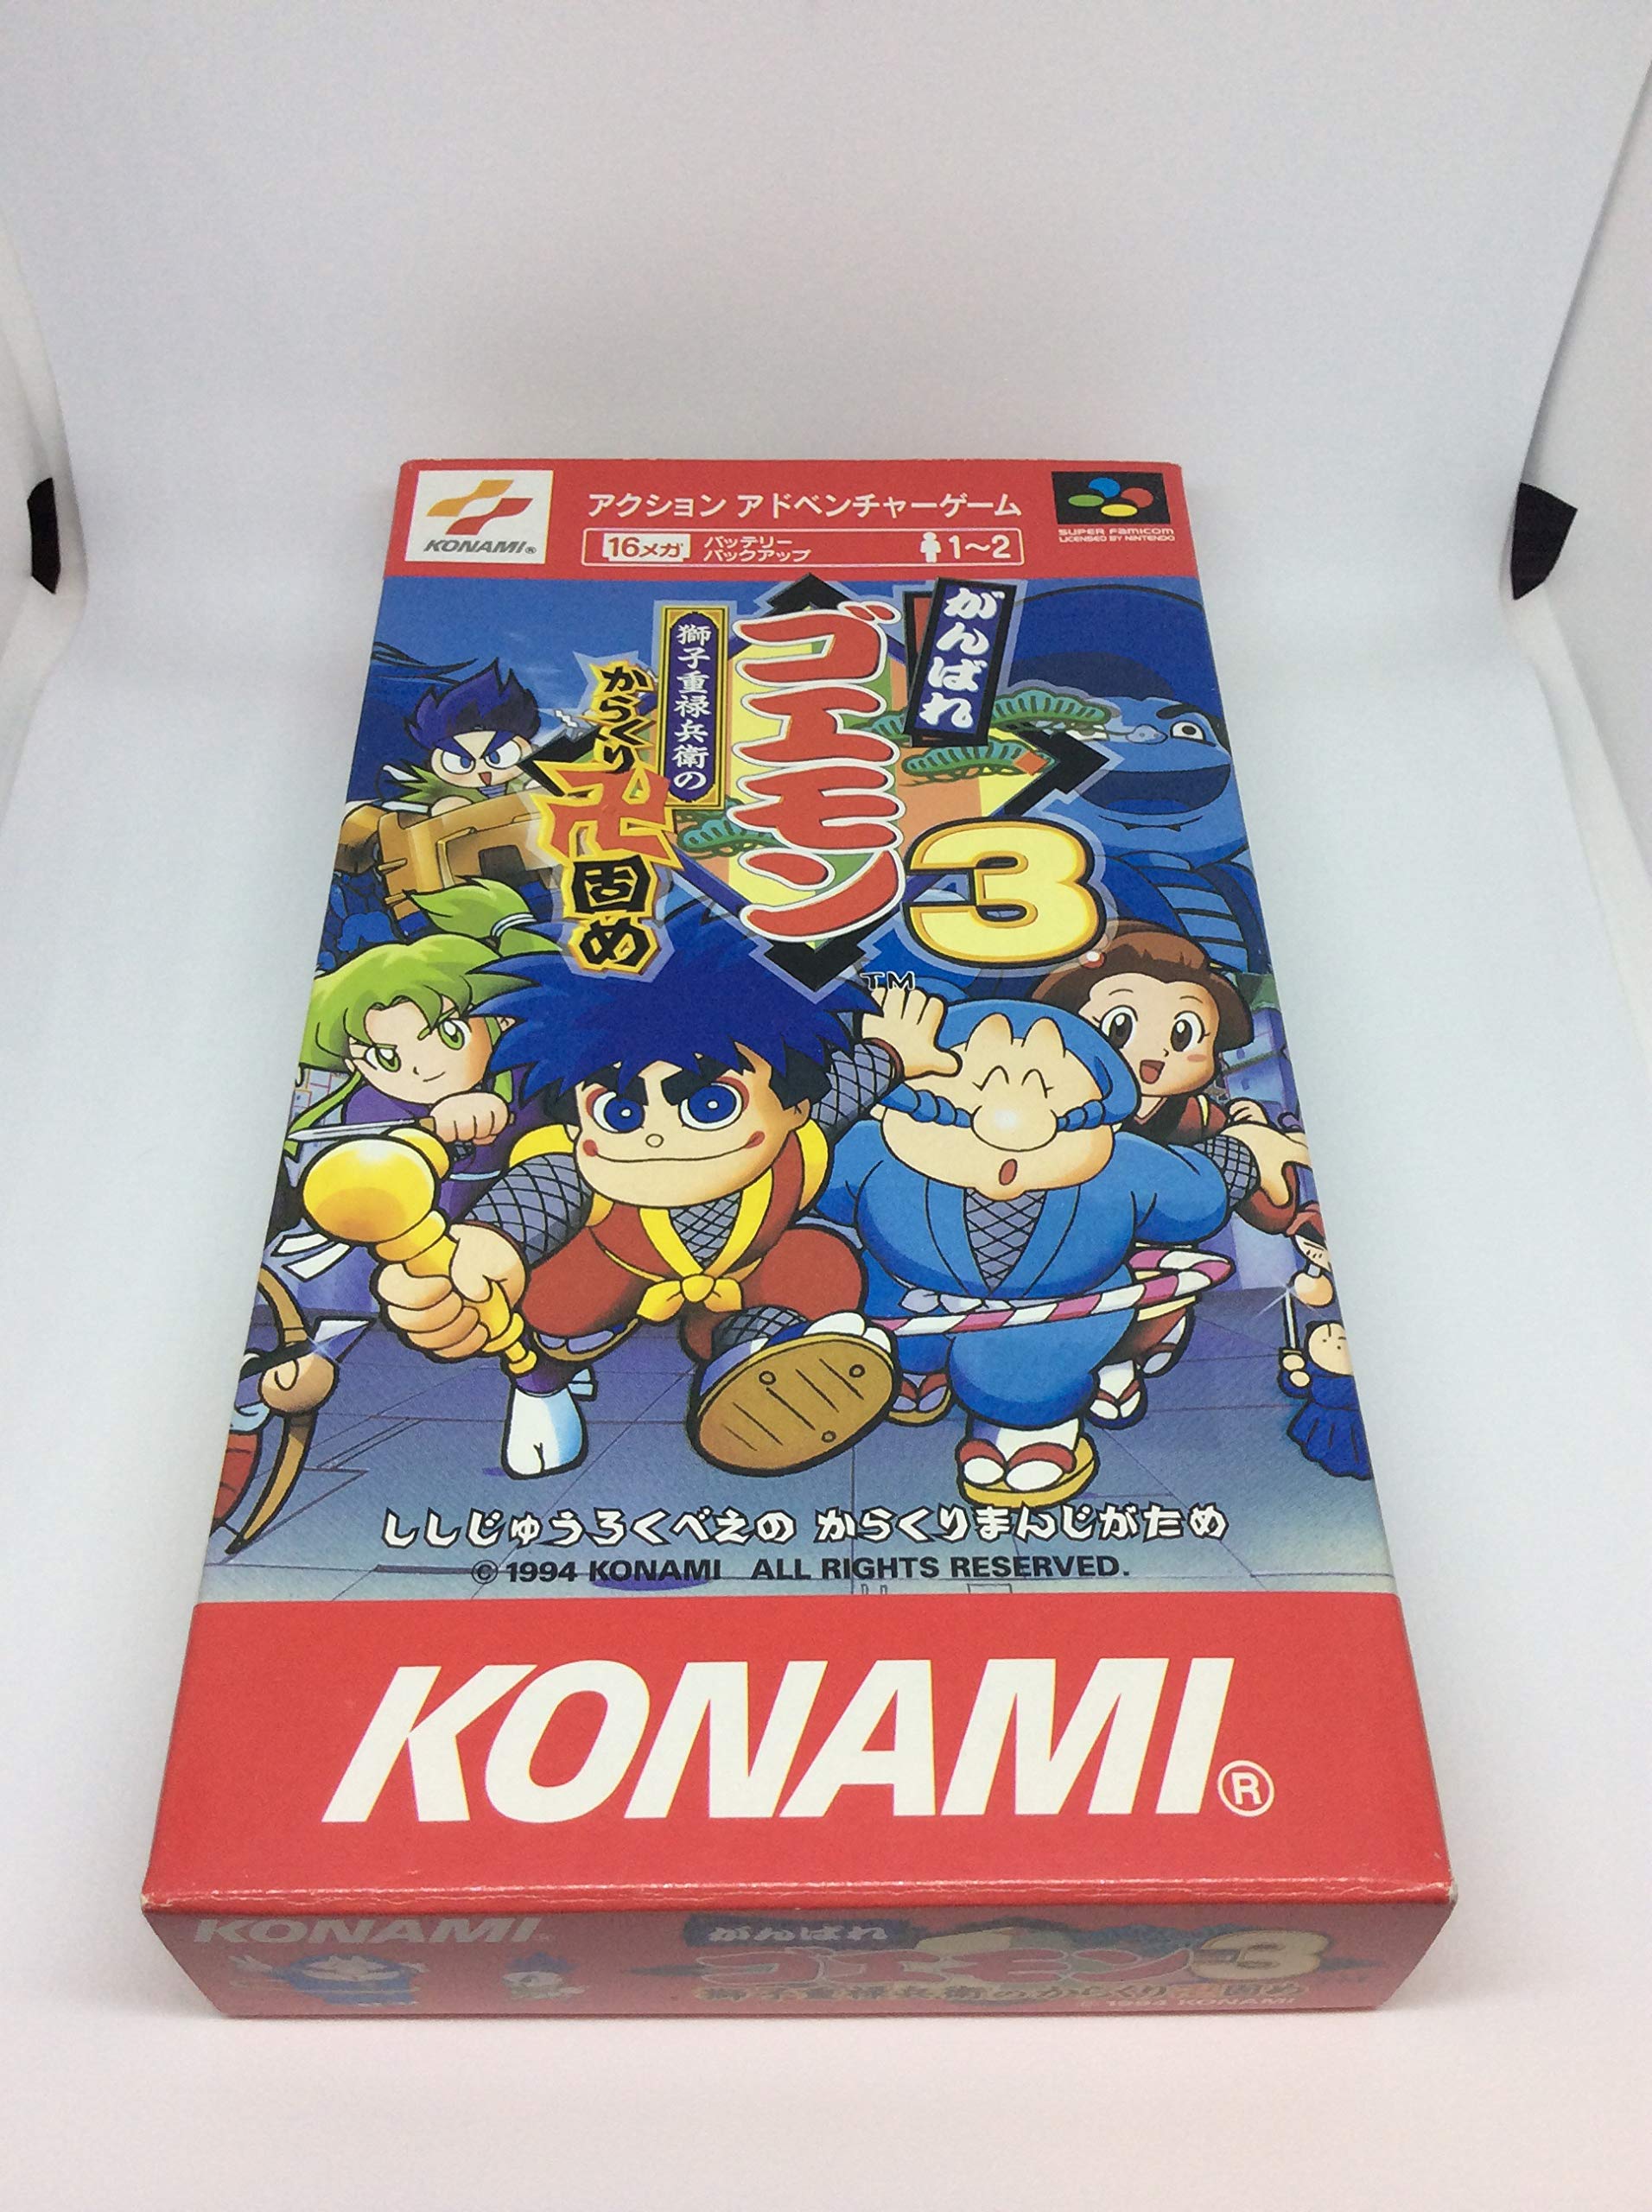 KONAMI®
アクション アドベンチャーゲーム
SUPER FAMICOM
LICENSED BY NINTENDO
16メガ
バッテリー
バックアップ
1〜2
がんばれ
ゴエモン
3
獅子重禄兵衛の
からくり
卍
固め
TM
ししじゅうろくべえの からくりまんじがため
©1994 KONAMI ALL RIGHTS RESERVED.
KONAMI®
KONAMI®
がんばれ
ゴエモン3
獅子重禄兵衛のからくり卍固め
©1994 KONAMI